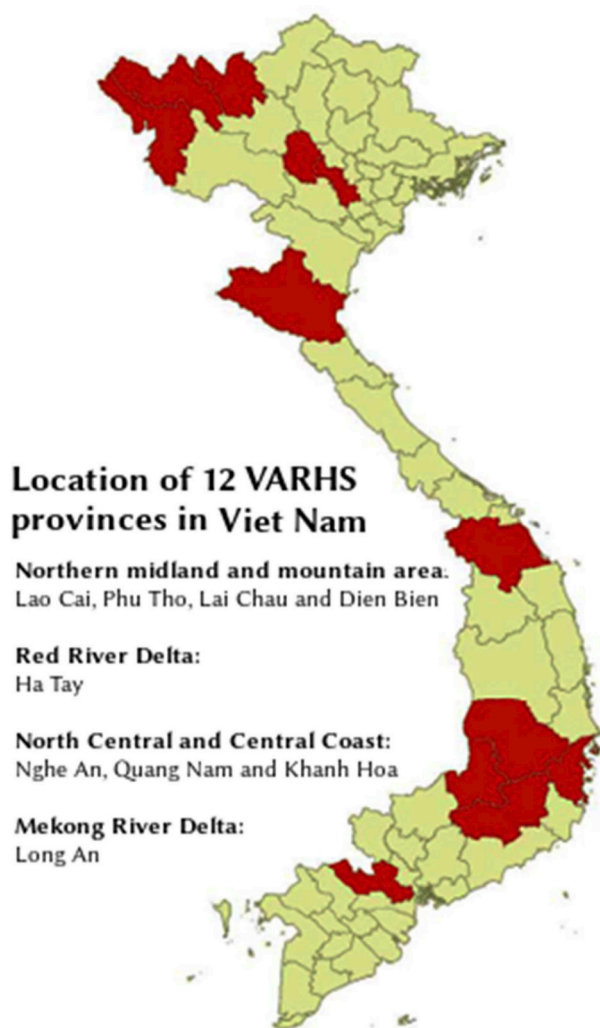 Location of 12 VARHS
provinces in Viet Nam
Northern midland and mountain area:
Lao Cai, Phu Tho, Lai Chau and Dien Bien
Red River Delta:
Ha Tay
North Central and Central Coast:
Nghe An, Quang Nam and Khanh Hoa
Mekong River Delta:
Long An